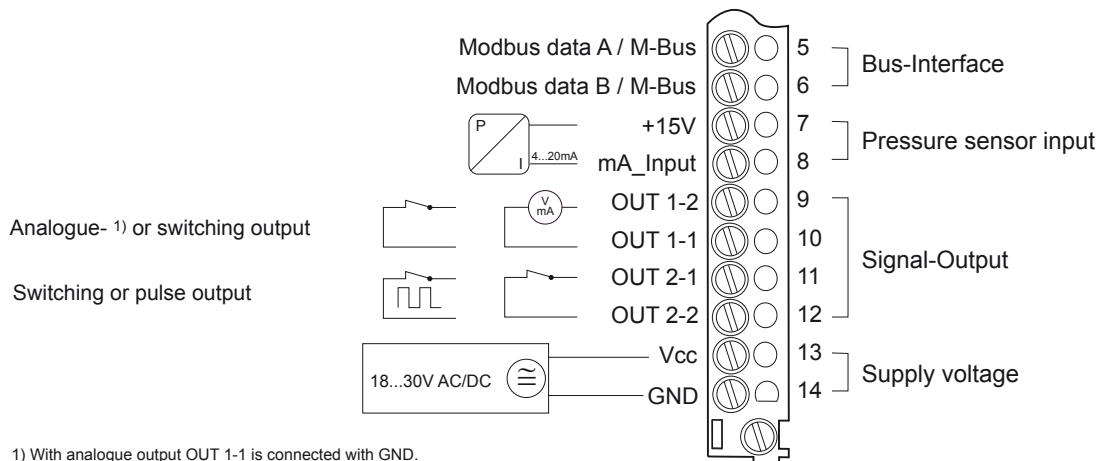 Modbus data A / M-Bus 5
Bus-Interface
Modbus data B / M-Bus 6
P
+15V 7
Pressure sensor input
I 4...20mA
mA_Input 8
Analogue- 1) or switching output
V
mA
OUT 1-2 9
OUT 1-1 10
Signal-Output
Switching or pulse output
OUT 2-1 11
OUT 2-2 12
18...30V AC/DC
Vcc 13
Supply voltage
GND 14
1) With analogue output OUT 1-1 is connected with GND.